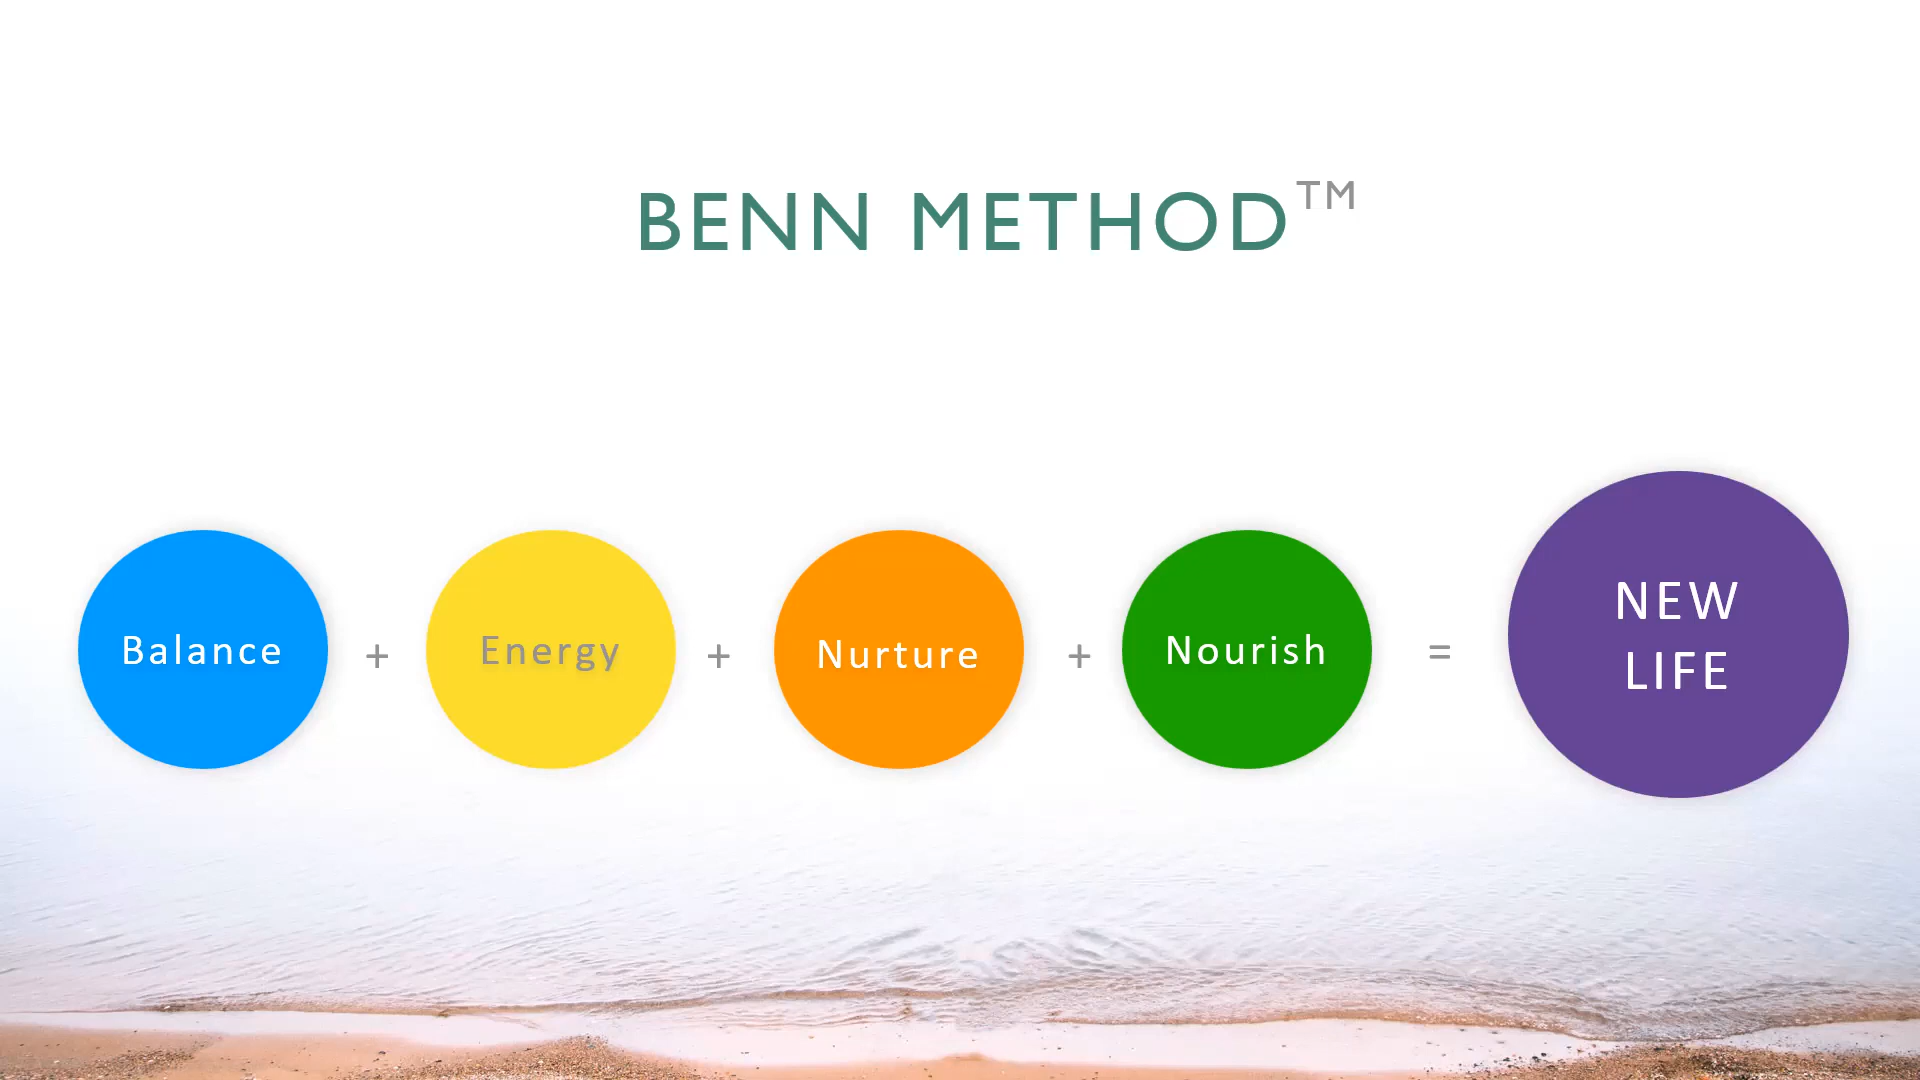 BENN METHOD™
Balance + Energy + Nurture + Nourish = NEW
LIFE